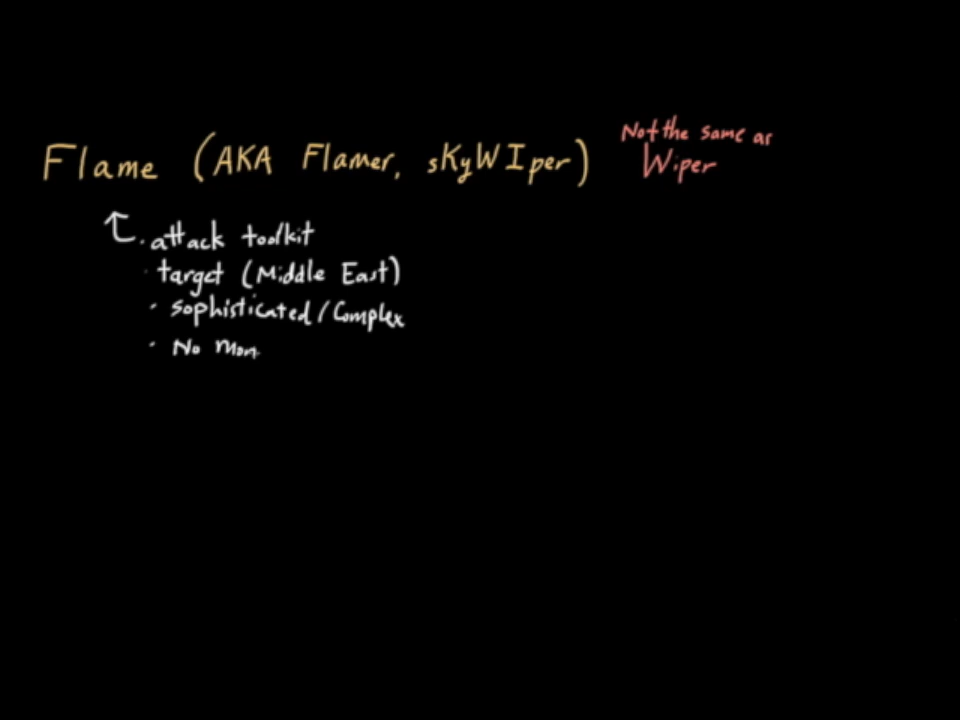 Not the same as
Flame (AKA Flamer, sKyWIper) Wiper
. attack toolkit
· target (Middle East)
· sophisticated/Complex
· No mon